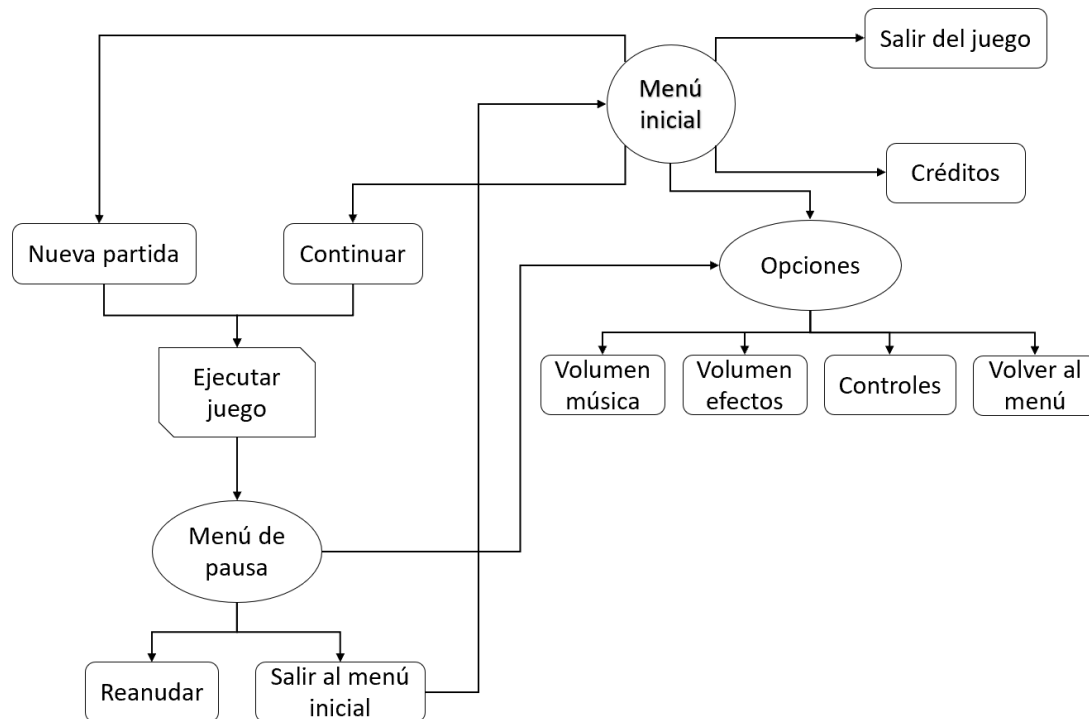 Salir del juego
Menú
inicial
Créditos
Nueva partida
Continuar
Opciones
Ejecutar
juego
Volumen
música
Volumen
efectos
Controles
Volver al
menú
Menú de
pausa
Reanudar
Salir al menú
inicial